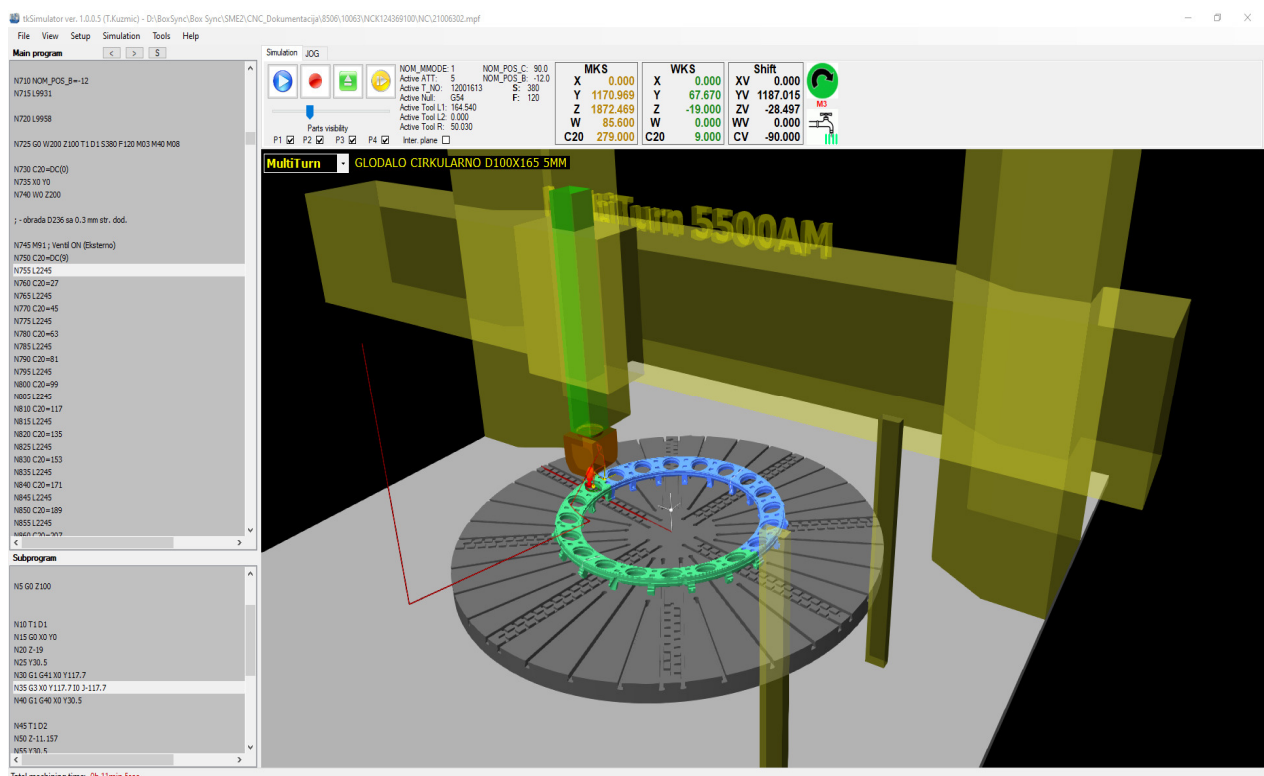 tkSimulator ver. 1.0.0.5 (T.Kuzmic) - D:\BoxSync\Box Sync\SMEZ\CNC_Dokumentacija\8506\10063\NCK124369100\NC\21006302.mpf
File View Setup Simulation Tools Help
Main program < > S
N710 NOM_POS_B=-12
N715 L9931
N720 L9958
N725 G0 W200 Z100 T1 D1 S380 F120 M03 M40 M08
N730 C20=DC(0)
N735 X0 Y0
N740 W0 Z200
; - obrada D236 sa 0.3 mm str. dod.
N745 M91 ; Ventil ON (Eksterno)
N750 C20=DC(9)
N755 L2245
N760 C20=27
N765 L2245
N770 C20=45
N775 L2245
N780 C20=63
N785 L2245
N790 C20=81
N795 L2245
N800 C20=99
N805 L2245
N810 C20=117
N815 L2245
N820 C20=135
N825 L2245
N830 C20=153
N835 L2245
N840 C20=171
N845 L2245
N850 C20=189
N855 L2245
N860 C20=207
Subprogram
N5 G0 Z100
N10 T1 D1
N15 G0 X0 Y0
N20 Z-19
N25 Y30.5
N30 G1 G41 X0 Y117.7
N35 G3 X0 Y117.7 I0 J-117.7
N40 G1 G40 X0 Y30.5
N45 T1 D2
N50 Z-11.157
N55 Y30.5
Total machining time: 0h 11min 5sec
Simulation JOG
Parts visibility
P1 P2 P3 P4 Inter. plane
NOM_MMODE: 1 NOM_POS_C: 90.0
Active ATT: 5 NOM_POS_B: -12.0
Active T_NO: 12001613 S: 380
Active Null: G54 F: 120
Active Tool L1: 164.540
Active Tool L2: 0.000
Active Tool R: 50.030
MKS
X 0.000
Y 1170.969
Z 1872.469
W 85.600
C20 279.000
WKS
X 0.000
Y 67.670
Z -19.000
W 0.000
C20 9.000
Shift
XV 0.000
YV 1187.015
ZV -28.497
WV 0.000
CV -90.000
M3
MultiTurn GLODALO CIRKULARNO D100X165 5MM
MultiTurn 5500AM